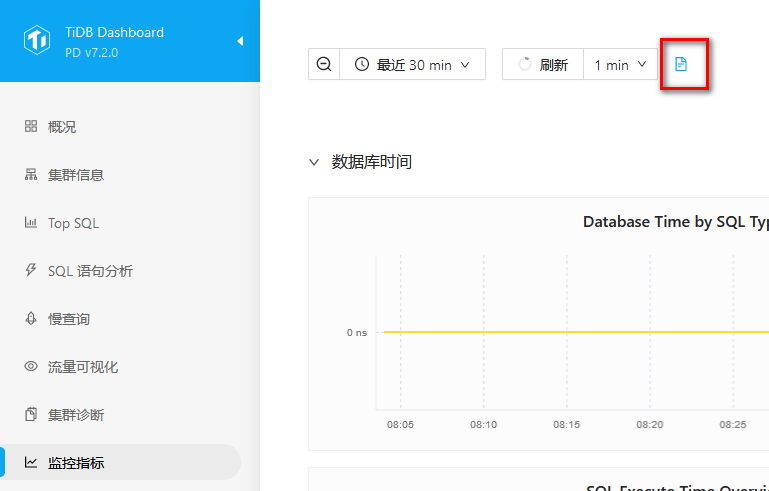 TiDB Dashboard
PD v7.2.0
概况
集群信息
Top SQL
SQL 语句分析
慢查询
流量可视化
集群诊断
监控指标
最近 30 min
刷新
1 min
数据库时间
Database Time by SQL Typ
0 ns
08:05 08:10 08:15 08:20 08:25
SQL Execute Time Overvi